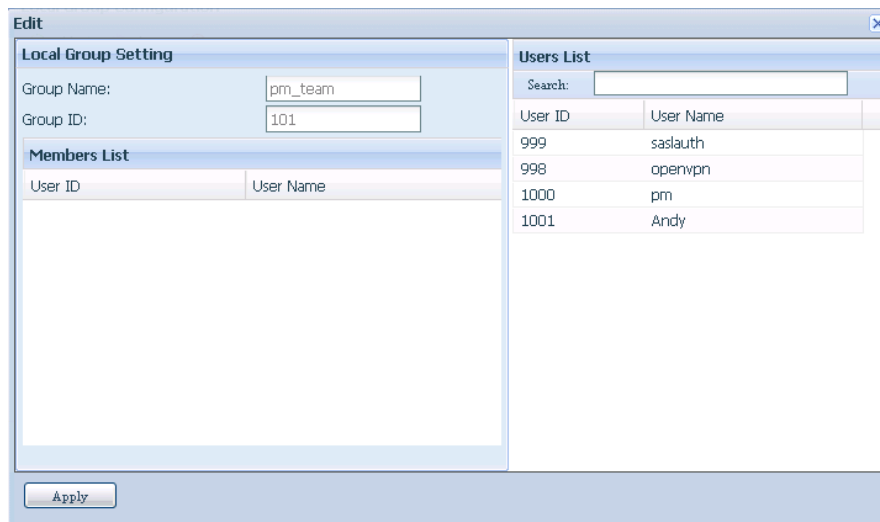 Edit
Local Group Setting
Group Name: pm_team
Group ID: 101
Members List
User ID User Name
Users List
Search:
User ID User Name
999 saslauth
998 openvpn
1000 pm
1001 Andy
Apply